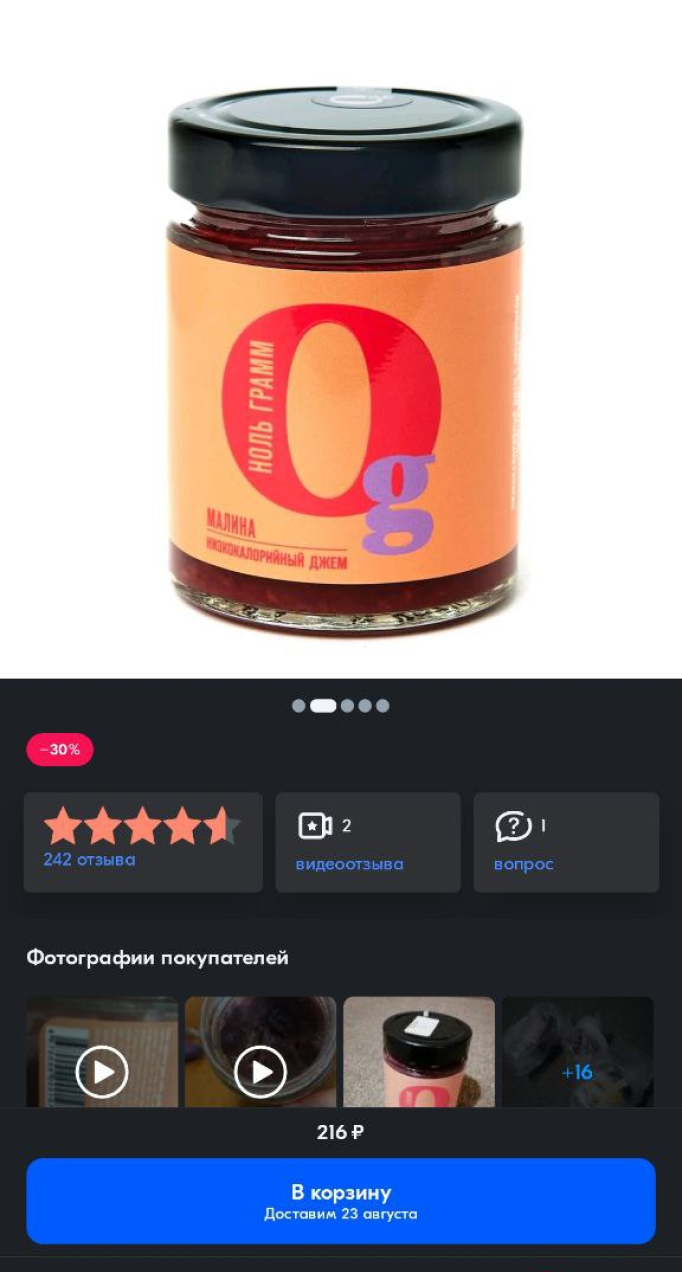 НОЛЬ ГРАММ
0g
МАЛИНА
НИЗКОКАЛОРИЙНЫЙ ДЖЕМ
−30%
242 отзыва
2
видеоотзыва
1
вопрос
Фотографии покупателей
+16
216 ₽
В корзину
Доставим 23 августа